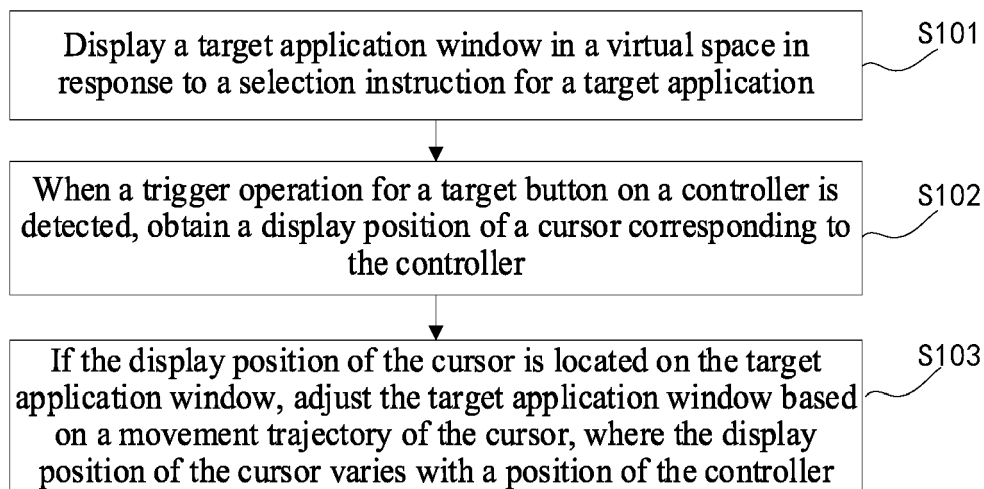 Display a target application window in a virtual space in
response to a selection instruction for a target application
S101
When a trigger operation for a target button on a controller is
detected, obtain a display position of a cursor corresponding to
the controller
S102
If the display position of the cursor is located on the target
application window, adjust the target application window based
on a movement trajectory of the cursor, where the display
position of the cursor varies with a position of the controller
S103